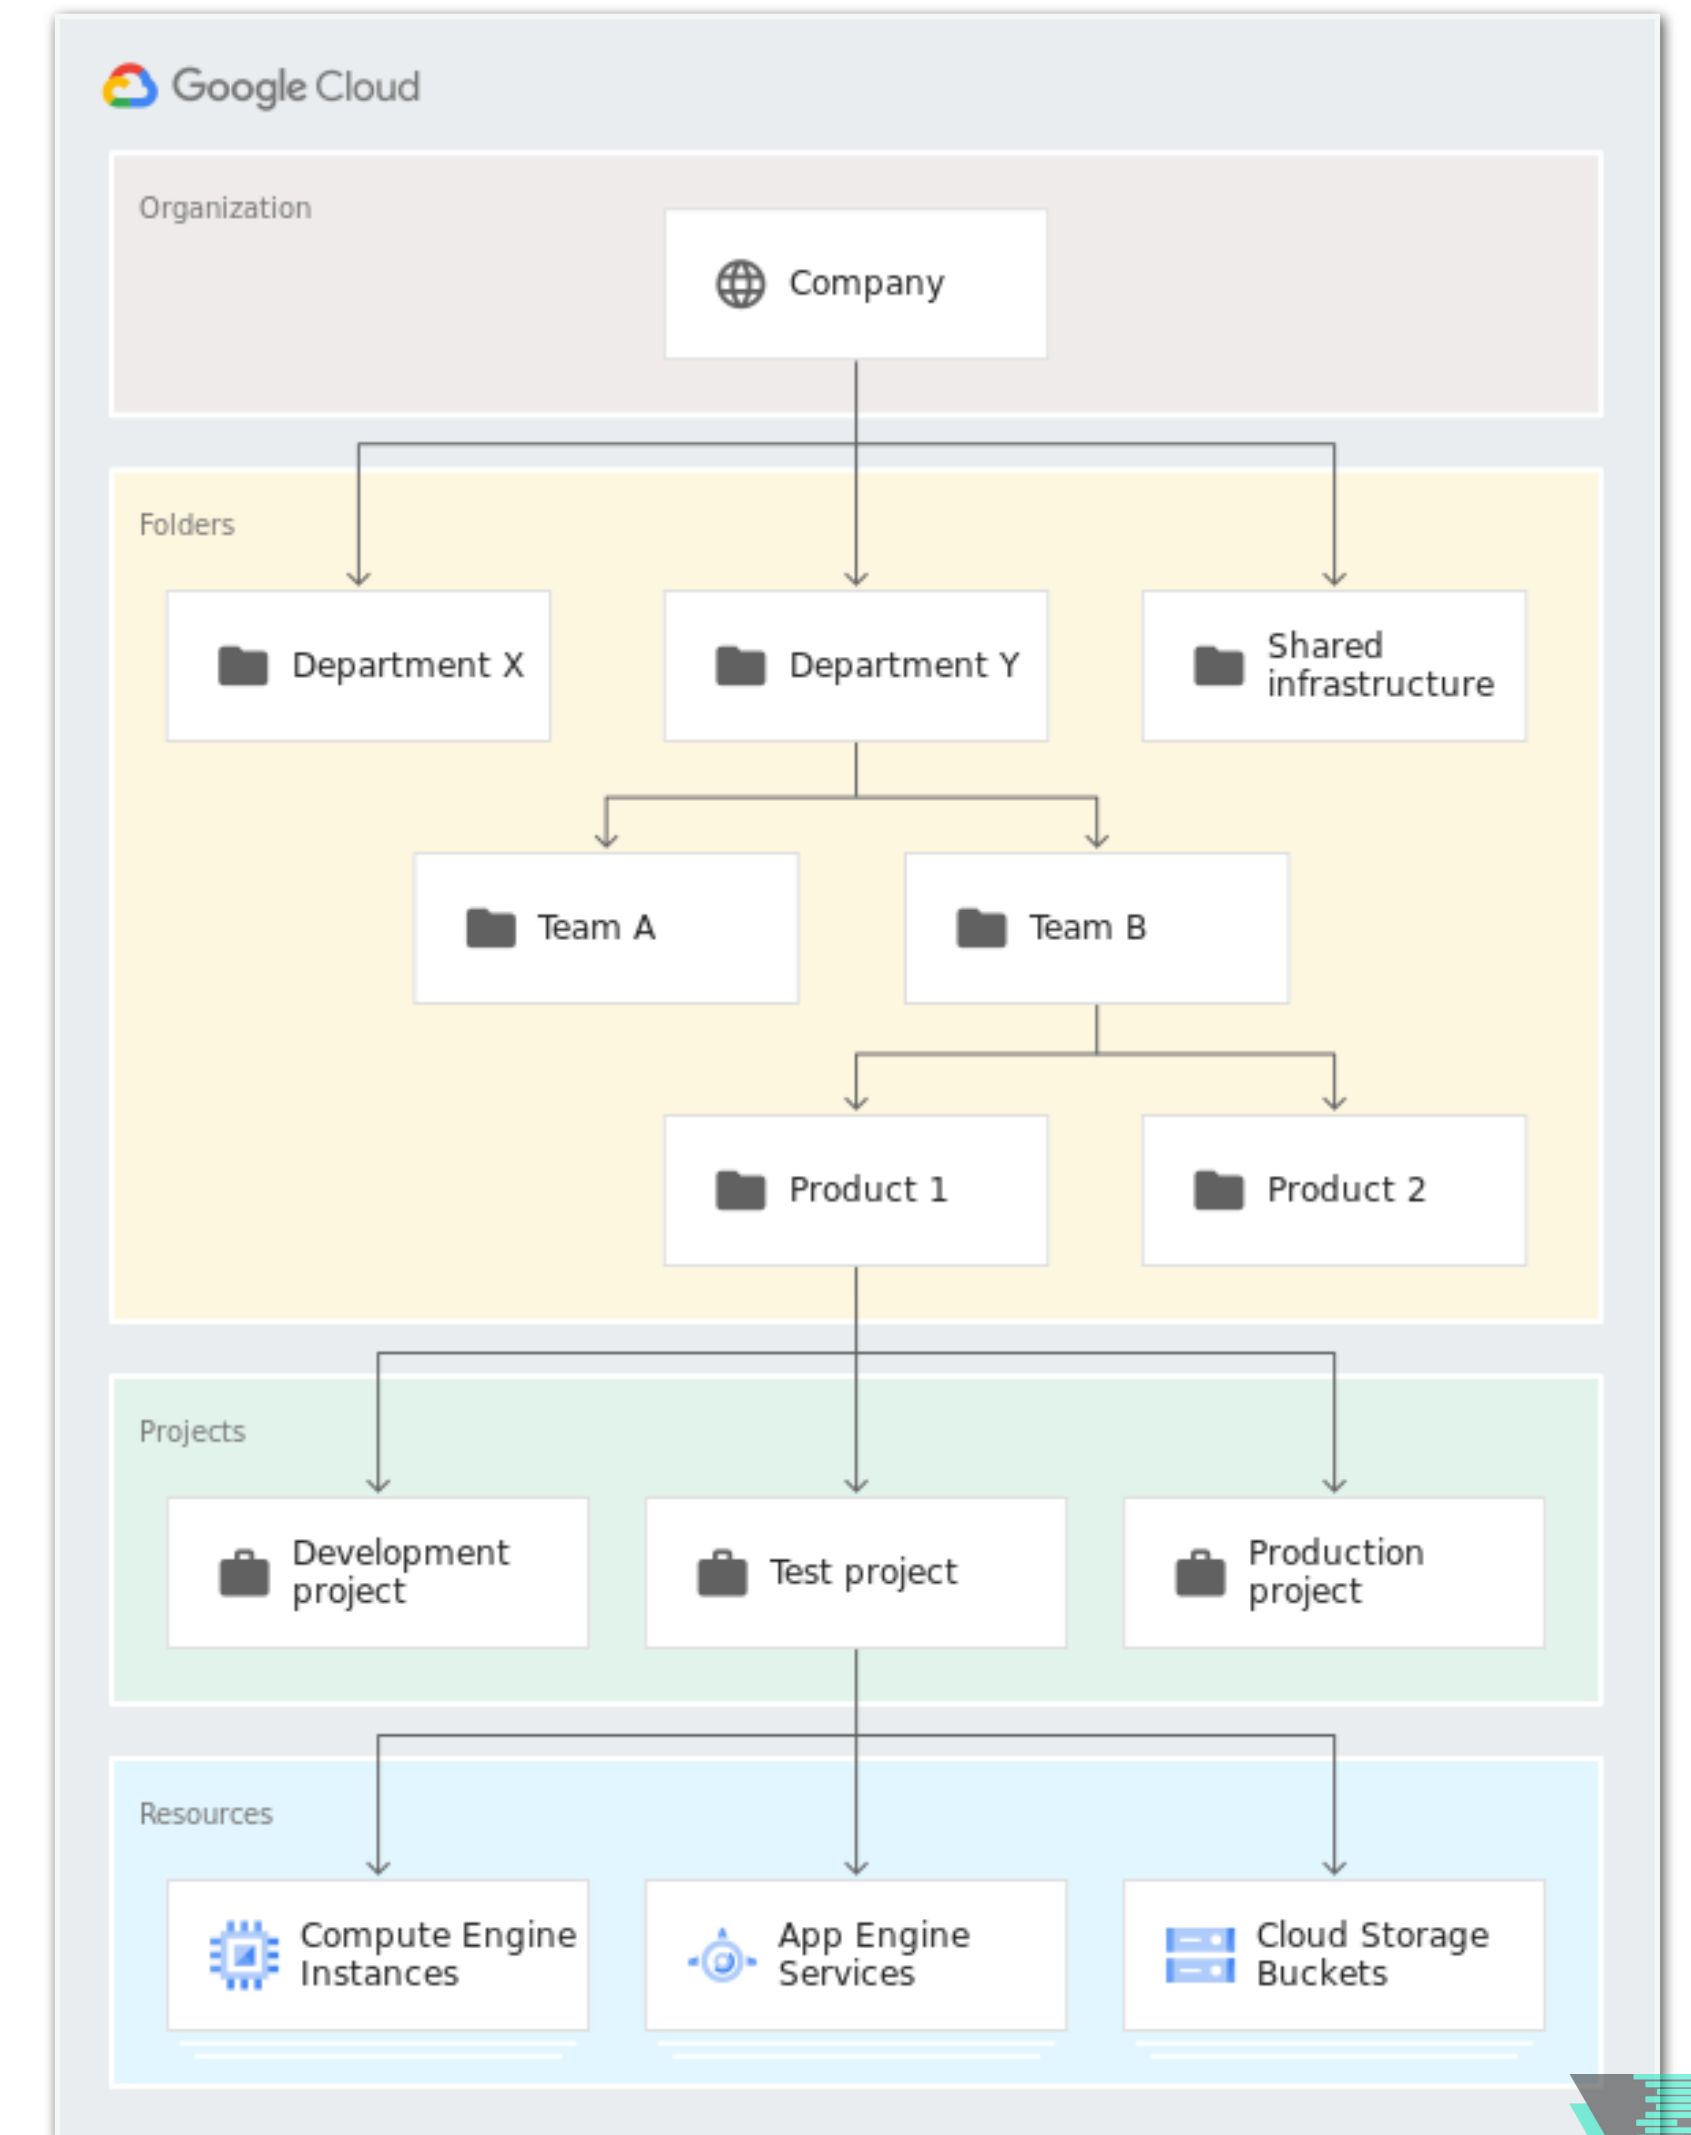 Google Cloud
Organization
Company
Folders
Department X
Department Y
Shared
infrastructure
Team A
Team B
Product 1
Product 2
Projects
Development
project
Test project
Production
project
Resources
Compute Engine
Instances
App Engine
Services
Cloud Storage
Buckets